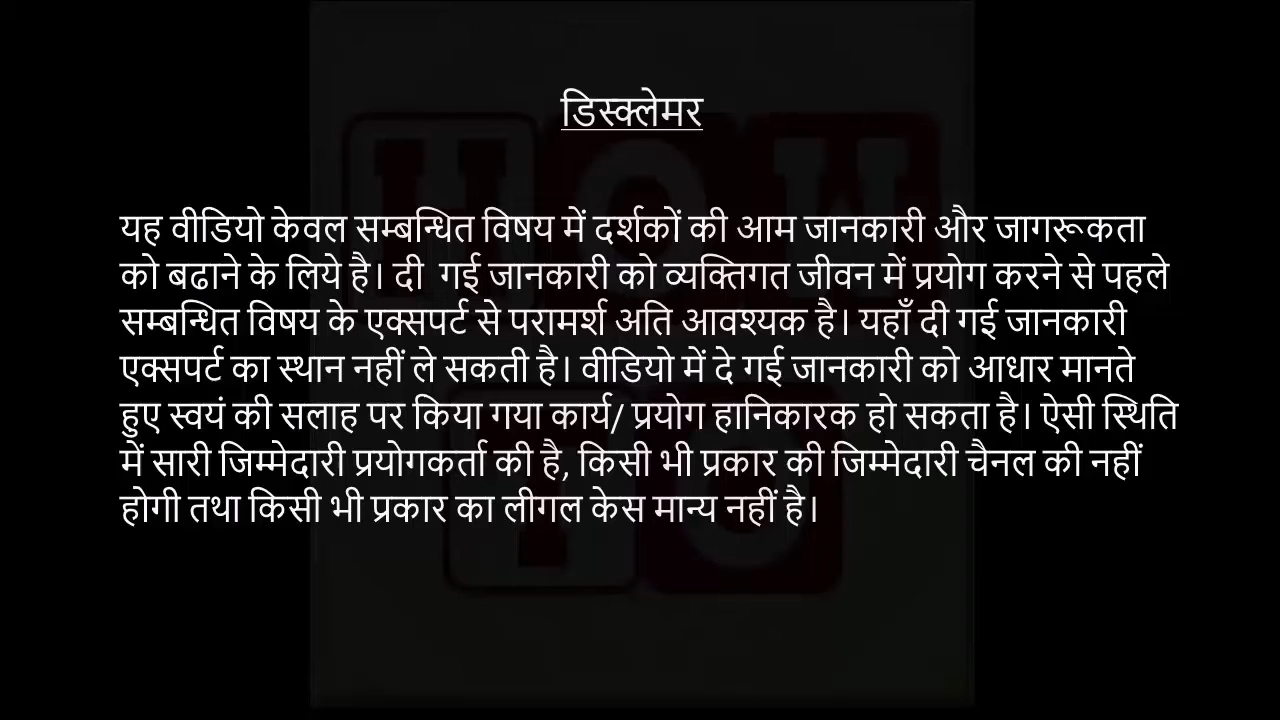 डिस्क्लेमर
यह वीडियो केवल सम्बन्धित विषय में दर्शकों की आम जानकारी और जागरूकता
को बढाने के लिये है। दी गई जानकारी को व्यक्तिगत जीवन में प्रयोग करने से पहले
सम्बन्धित विषय के एक्सपर्ट से परामर्श अति आवश्यक है। यहाँ दी गई जानकारी
एक्सपर्ट का स्थान नहीं ले सकती है। वीडियो में दे गई जानकारी को आधार मानते
हुए स्वयं की सलाह पर किया गया कार्य/ प्रयोग हानिकारक हो सकता है। ऐसी स्थिति
में सारी जिम्मेदारी प्रयोगकर्ता की है, किसी भी प्रकार की जिम्मेदारी चैनल की नहीं
होगी तथा किसी भी प्रकार का लीगल केस मान्य नहीं है।
HOW
TO